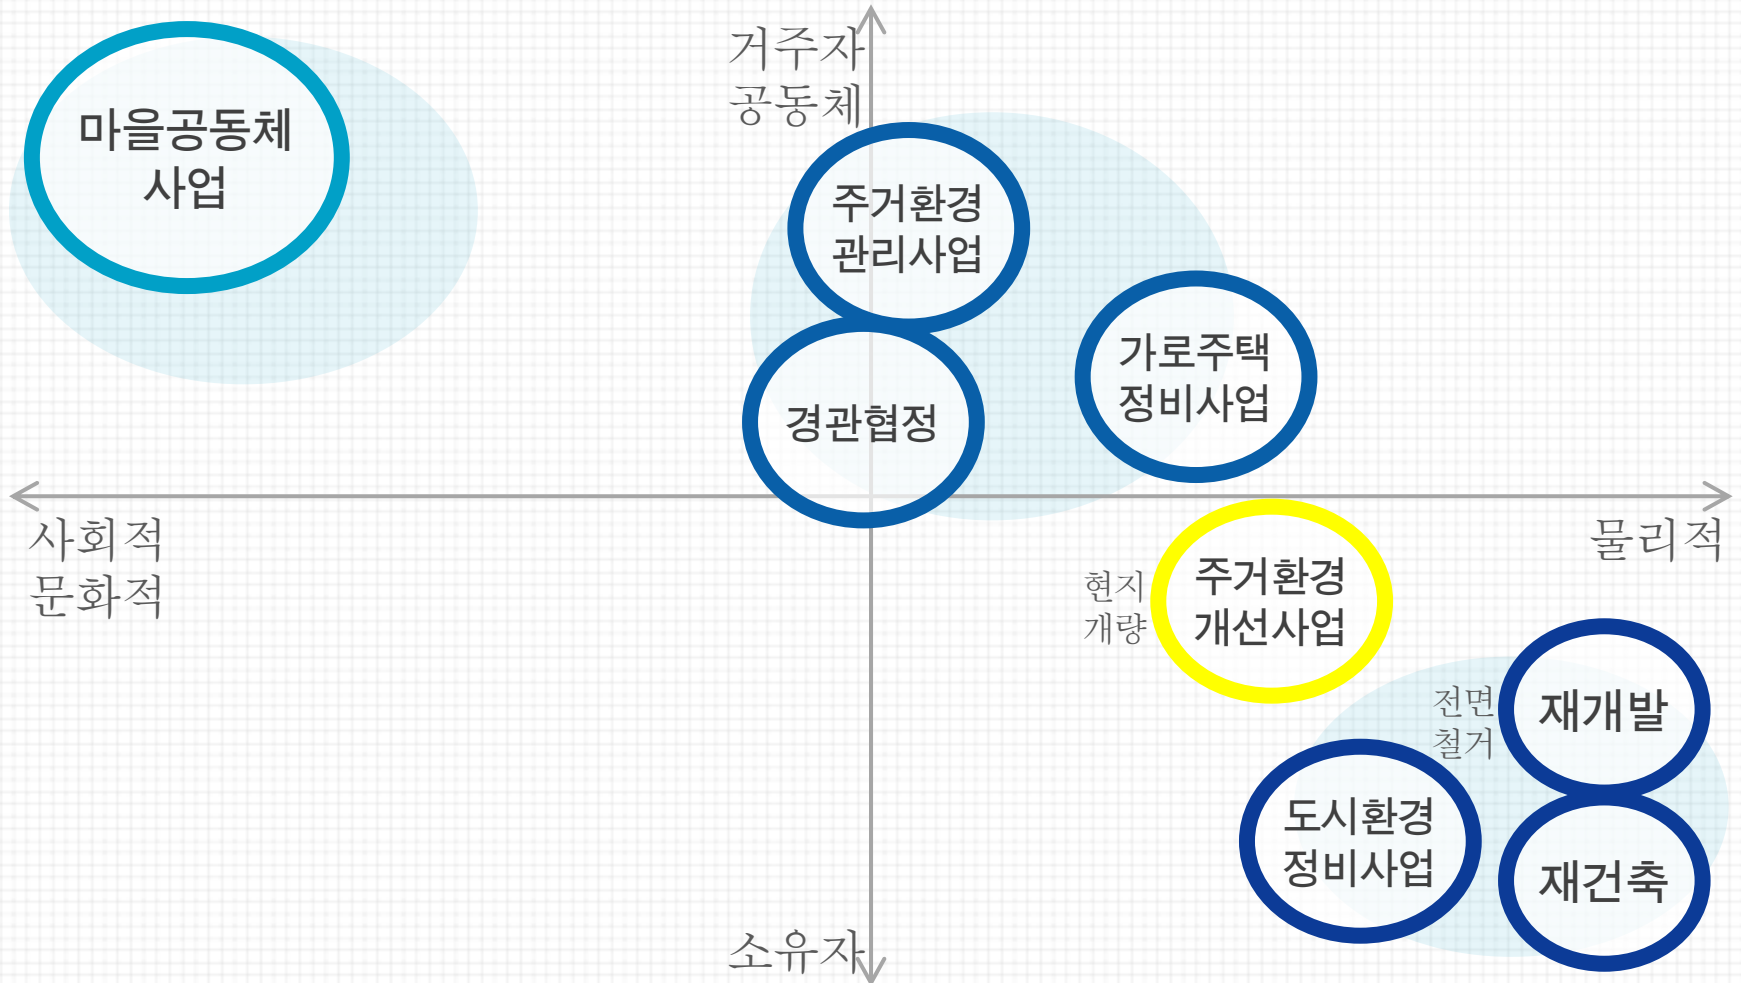 거주자
공동체
마을공동체
사업
주거환경
관리사업
가로주택
정비사업
경관협정
사회적
문화적
물리적
현지
개량
주거환경
개선사업
전면
철거
재개발
도시환경
정비사업
재건축
소유자